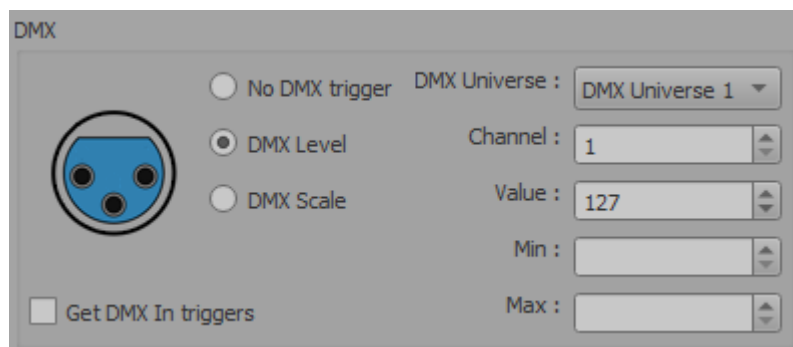 DMX
No DMX trigger
DMX Universe :
DMX Universe 1
DMX Level
Channel :
1
DMX Scale
Value :
127
Min :
Get DMX In triggers
Max :